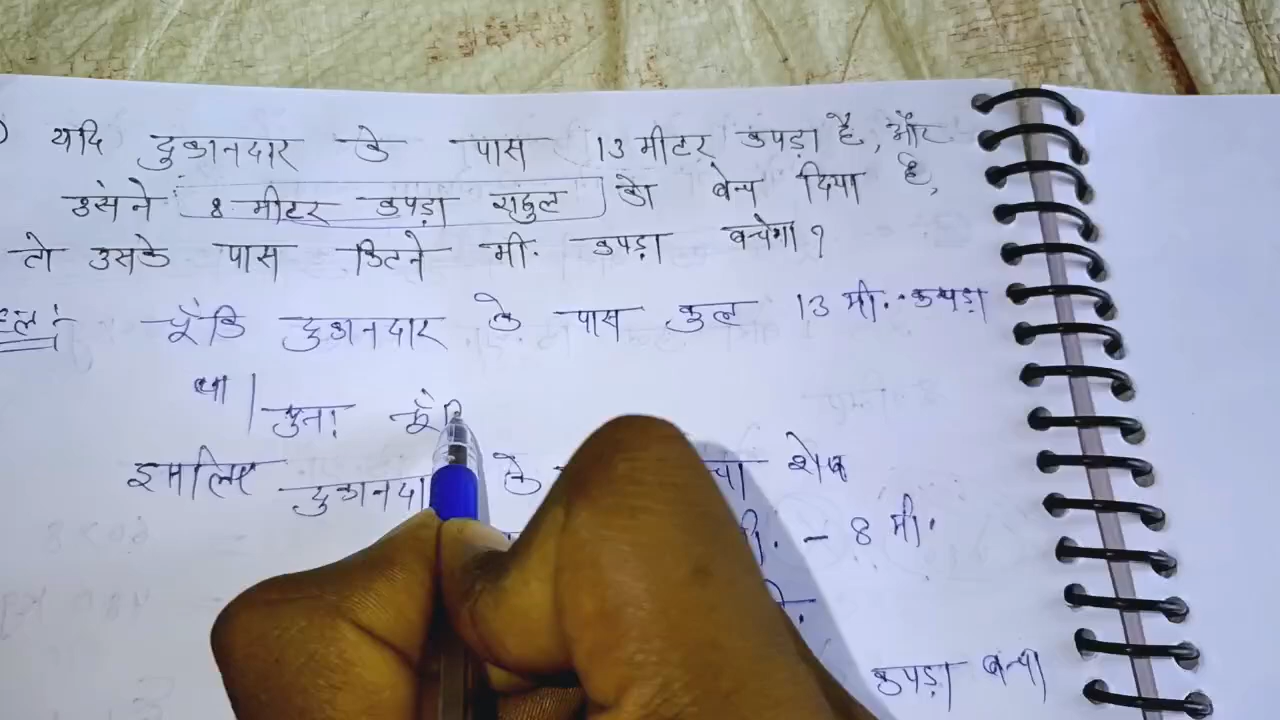 ) यदि दुकानदार के पास 13 मीटर कपड़ा है, और
उसने 8 मीटर कपड़ा राहुल को बेच दिया है,
तो उसके पास कितने मी. कपड़ा बचेगा ?
हलः चूँकि दुकानदार के पास कुल 13 मी. कपड़ा
था । पुनः चूँि
इसलिए दुकानदा के चा शेष
मी. - 8 मी.
मी.
कपड़ा बचा